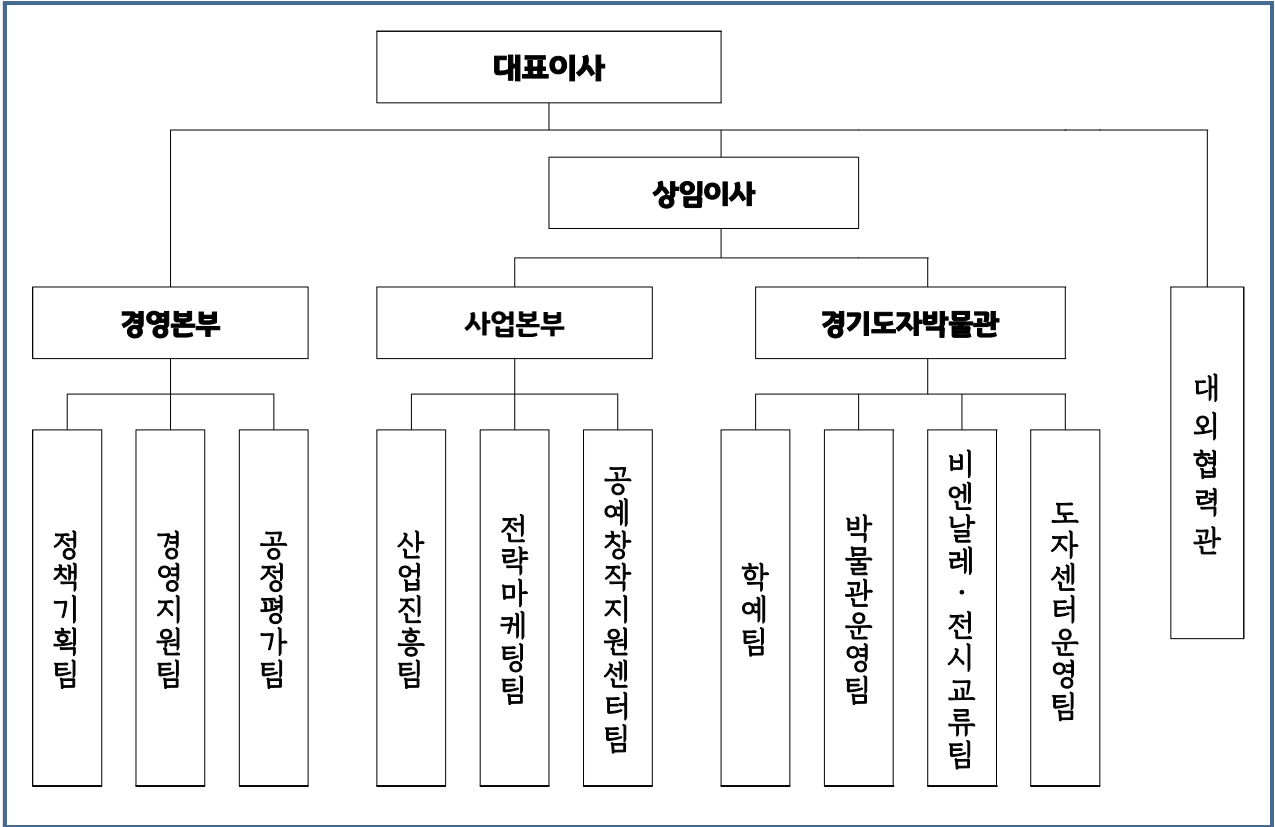 대표이사
상임이사
경영본부
사업본부
경기도자박물관
대외협력관
정책기획팀
경영지원팀
공정평가팀
산업진흥팀
전략마케팅팀
공예창작지원센터팀
학예팀
박물관운영팀
비엔날레·전시교류팀
도자센터운영팀